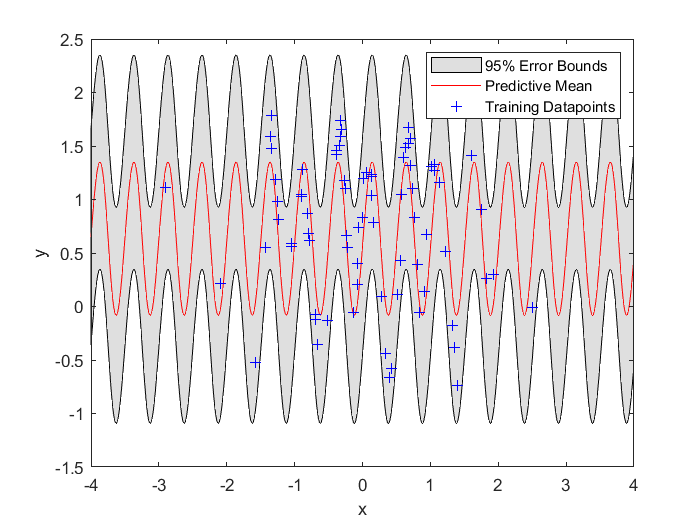 2.5
2
1.5
1
0.5
0
-0.5
-1
-1.5
y
-4 -3 -2 -1 0 1 2 3 4
x
95% Error Bounds
Predictive Mean
Training Datapoints